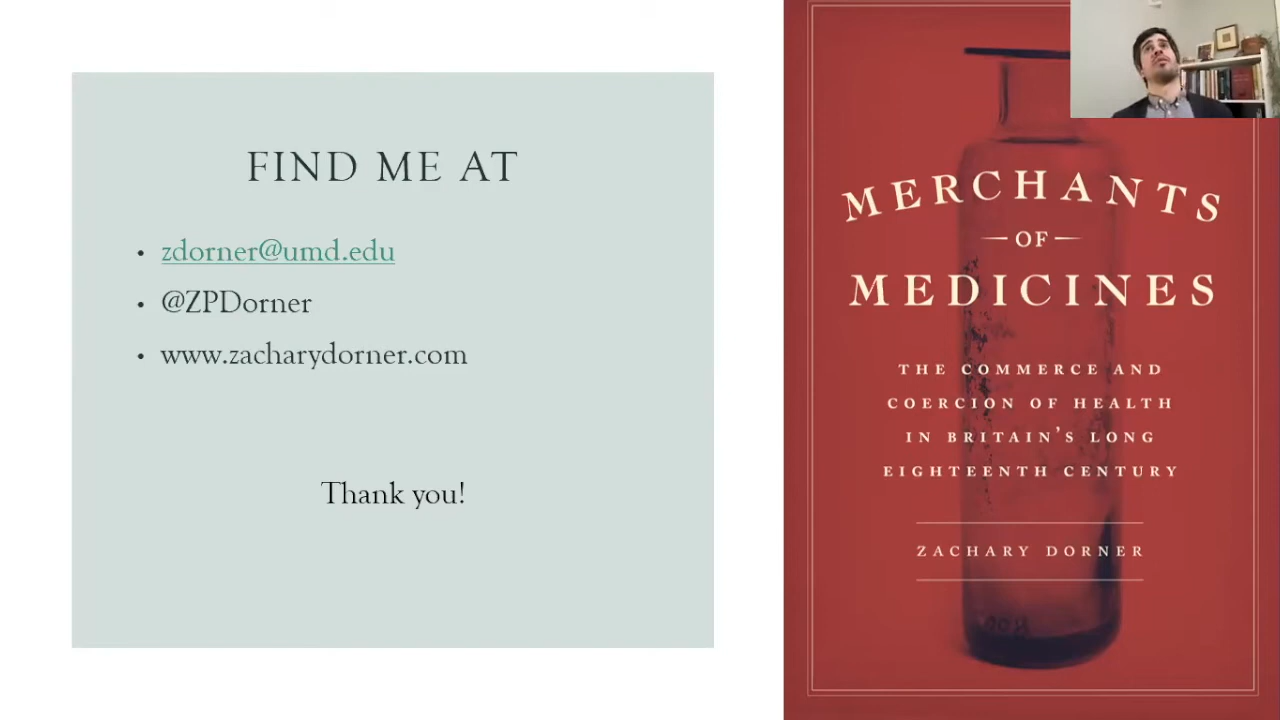 FIND ME AT
• zdorner@umd.edu
• @ZPDorner
• www.zacharydorner.com
Thank you!
MERCHANTS
OF
MEDICINES
THE COMMERCE AND
COERCION OF HEALTH
IN BRITAIN'S LONG
EIGHTEENTH CENTURY
ZACHARY DORNER